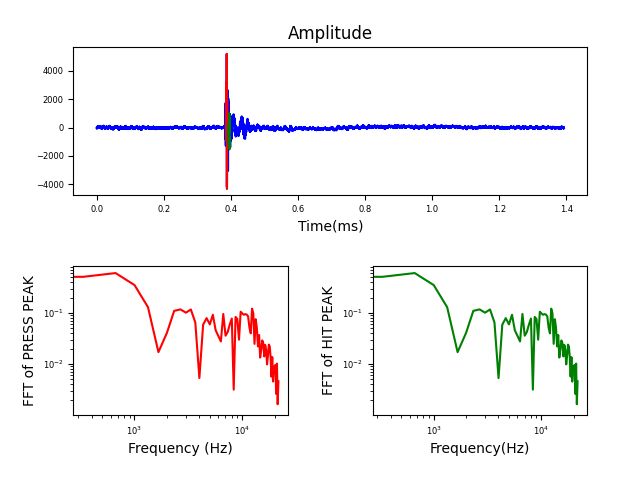 Amplitude
4000
2000
0
−2000
−4000
0.0 0.2 0.4 0.6 0.8 1.0 1.2 1.4
Time(ms)
FFT of PRESS PEAK
10⁻¹
10⁻²
10³ 10⁴
Frequency (Hz)
FFT of HIT PEAK
10⁻¹
10⁻²
10³ 10⁴
Frequency(Hz)